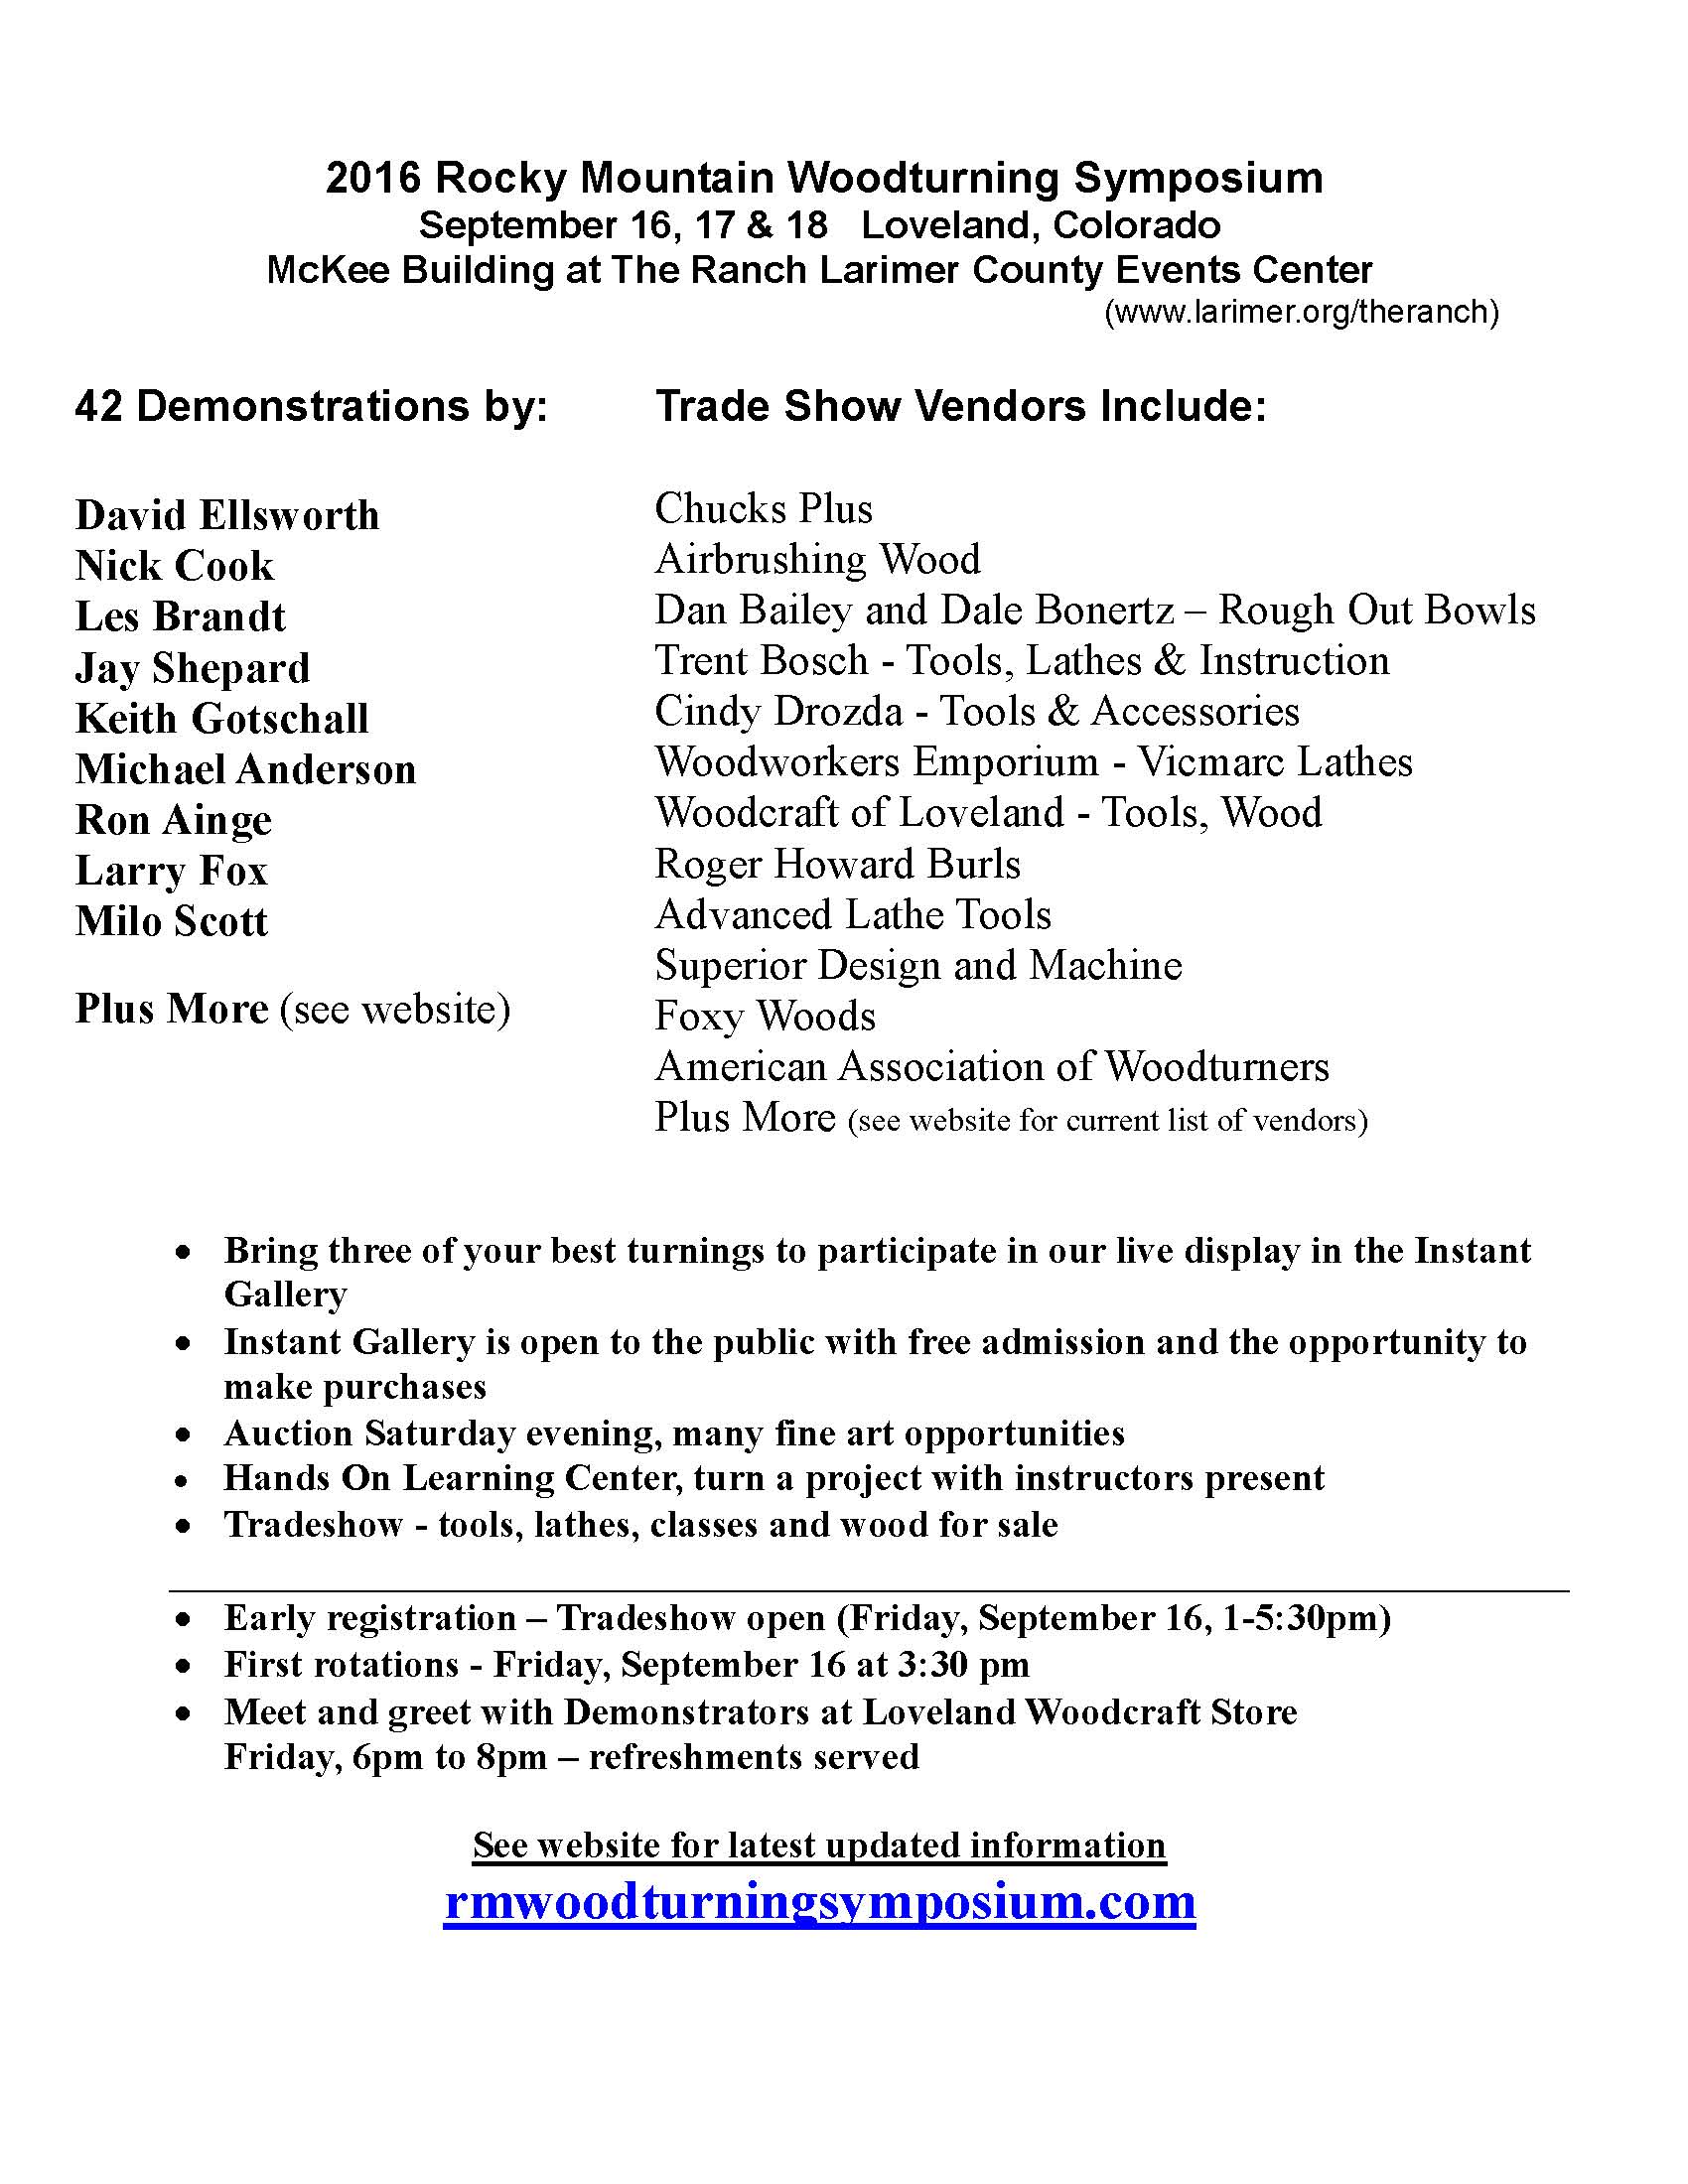 2016 Rocky Mountain Woodturning Symposium
September 16, 17 & 18 Loveland, Colorado
McKee Building at The Ranch Larimer County Events Center
(www.larimer.org/theranch)
42 Demonstrations by:
David Ellsworth
Nick Cook
Les Brandt
Jay Shepard
Keith Gotschall
Michael Anderson
Ron Ainge
Larry Fox
Milo Scott
Plus More (see website)
Trade Show Vendors Include:
Chucks Plus
Airbrushing Wood
Dan Bailey and Dale Bonertz – Rough Out Bowls
Trent Bosch - Tools, Lathes & Instruction
Cindy Drozda - Tools & Accessories
Woodworkers Emporium - Vicmarc Lathes
Woodcraft of Loveland - Tools, Wood
Roger Howard Burls
Advanced Lathe Tools
Superior Design and Machine
Foxy Woods
American Association of Woodturners
Plus More (see website for current list of vendors)
• Bring three of your best turnings to participate in our live display in the Instant
Gallery
• Instant Gallery is open to the public with free admission and the opportunity to
make purchases
• Auction Saturday evening, many fine art opportunities
• Hands On Learning Center, turn a project with instructors present
• Tradeshow - tools, lathes, classes and wood for sale
• Early registration – Tradeshow open (Friday, September 16, 1-5:30pm)
• First rotations - Friday, September 16 at 3:30 pm
• Meet and greet with Demonstrators at Loveland Woodcraft Store
Friday, 6pm to 8pm – refreshments served
See website for latest updated information
rmwoodturningsymposium.com